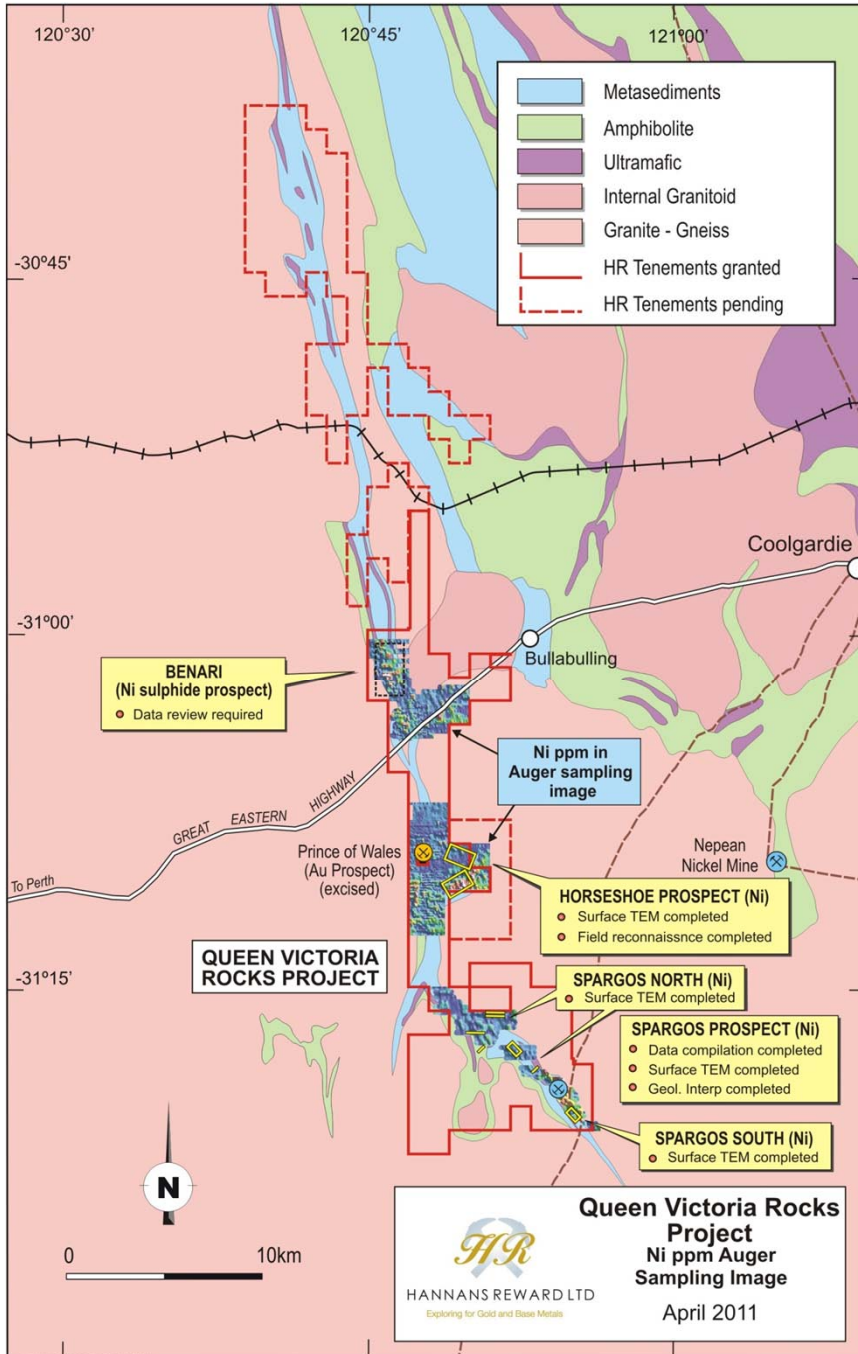 120°30'
120°45'
121°00'
Metasediments
Amphibolite
Ultramafic
Internal Granitoid
Granite - Gneiss
HR Tenements granted
HR Tenements pending
-30°45'
Coolgardie
-31°00'
Bullabulling
BENARI
(Ni sulphide prospect)
Data review required
Ni ppm in
Auger sampling
image
GREAT EASTERN HIGHWAY
To Perth
Prince of Wales
(Au Prospect)
(excised)
Nepean
Nickel Mine
HORSESHOE PROSPECT (Ni)
Surface TEM completed
Field reconnaissnce completed
QUEEN VICTORIA
ROCKS PROJECT
-31°15'
SPARGOS NORTH (Ni)
Surface TEM completed
SPARGOS PROSPECT (Ni)
Data compilation completed
Surface TEM completed
Geol. Interp completed
SPARGOS SOUTH (Ni)
Surface TEM completed
N
0 10km
HR
HANNANS REWARD LTD
Exploring for Gold and Base Metals
Queen Victoria Rocks
Project
Ni ppm Auger
Sampling Image
April 2011